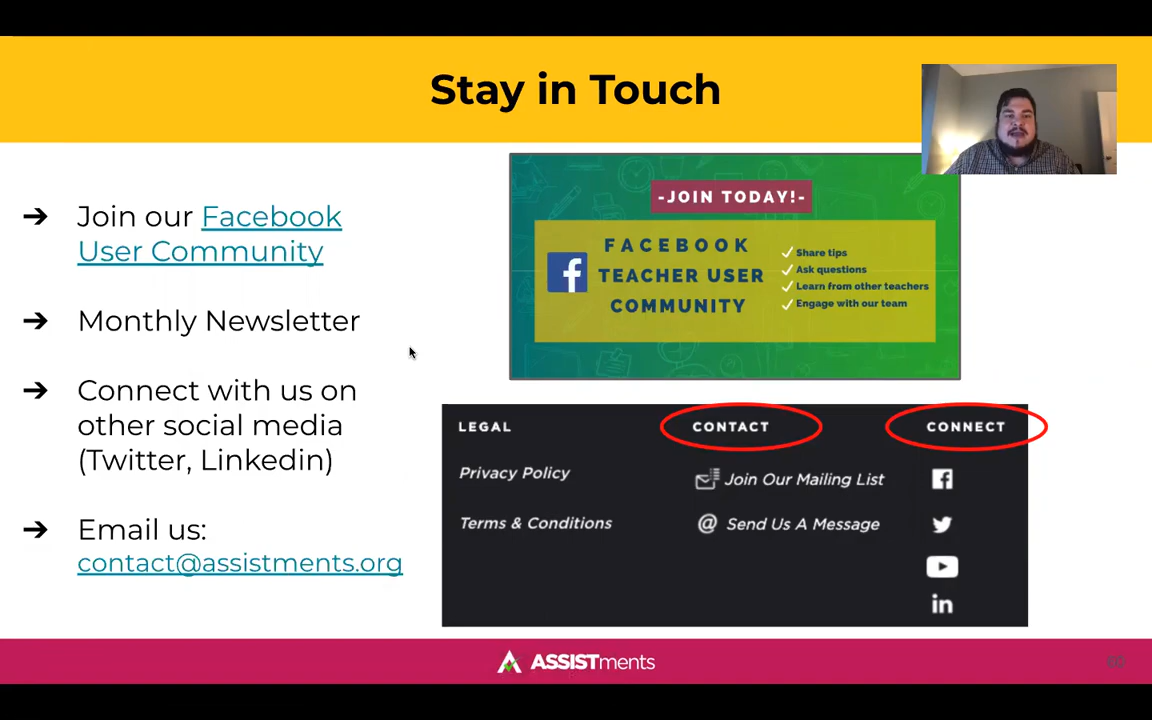 Stay in Touch
➔ Join our Facebook
User Community
➔ Monthly Newsletter
➔ Connect with us on
other social media
(Twitter, Linkedin)
➔ Email us:
contact@assistments.org
-JOIN TODAY!-
FACEBOOK
TEACHER USER
COMMUNITY
Share tips
Ask questions
Learn from other teachers
Engage with our team
LEGAL
Privacy Policy
Terms & Conditions
CONTACT
Join Our Mailing List
Send Us A Message
CONNECT
ASSISTments